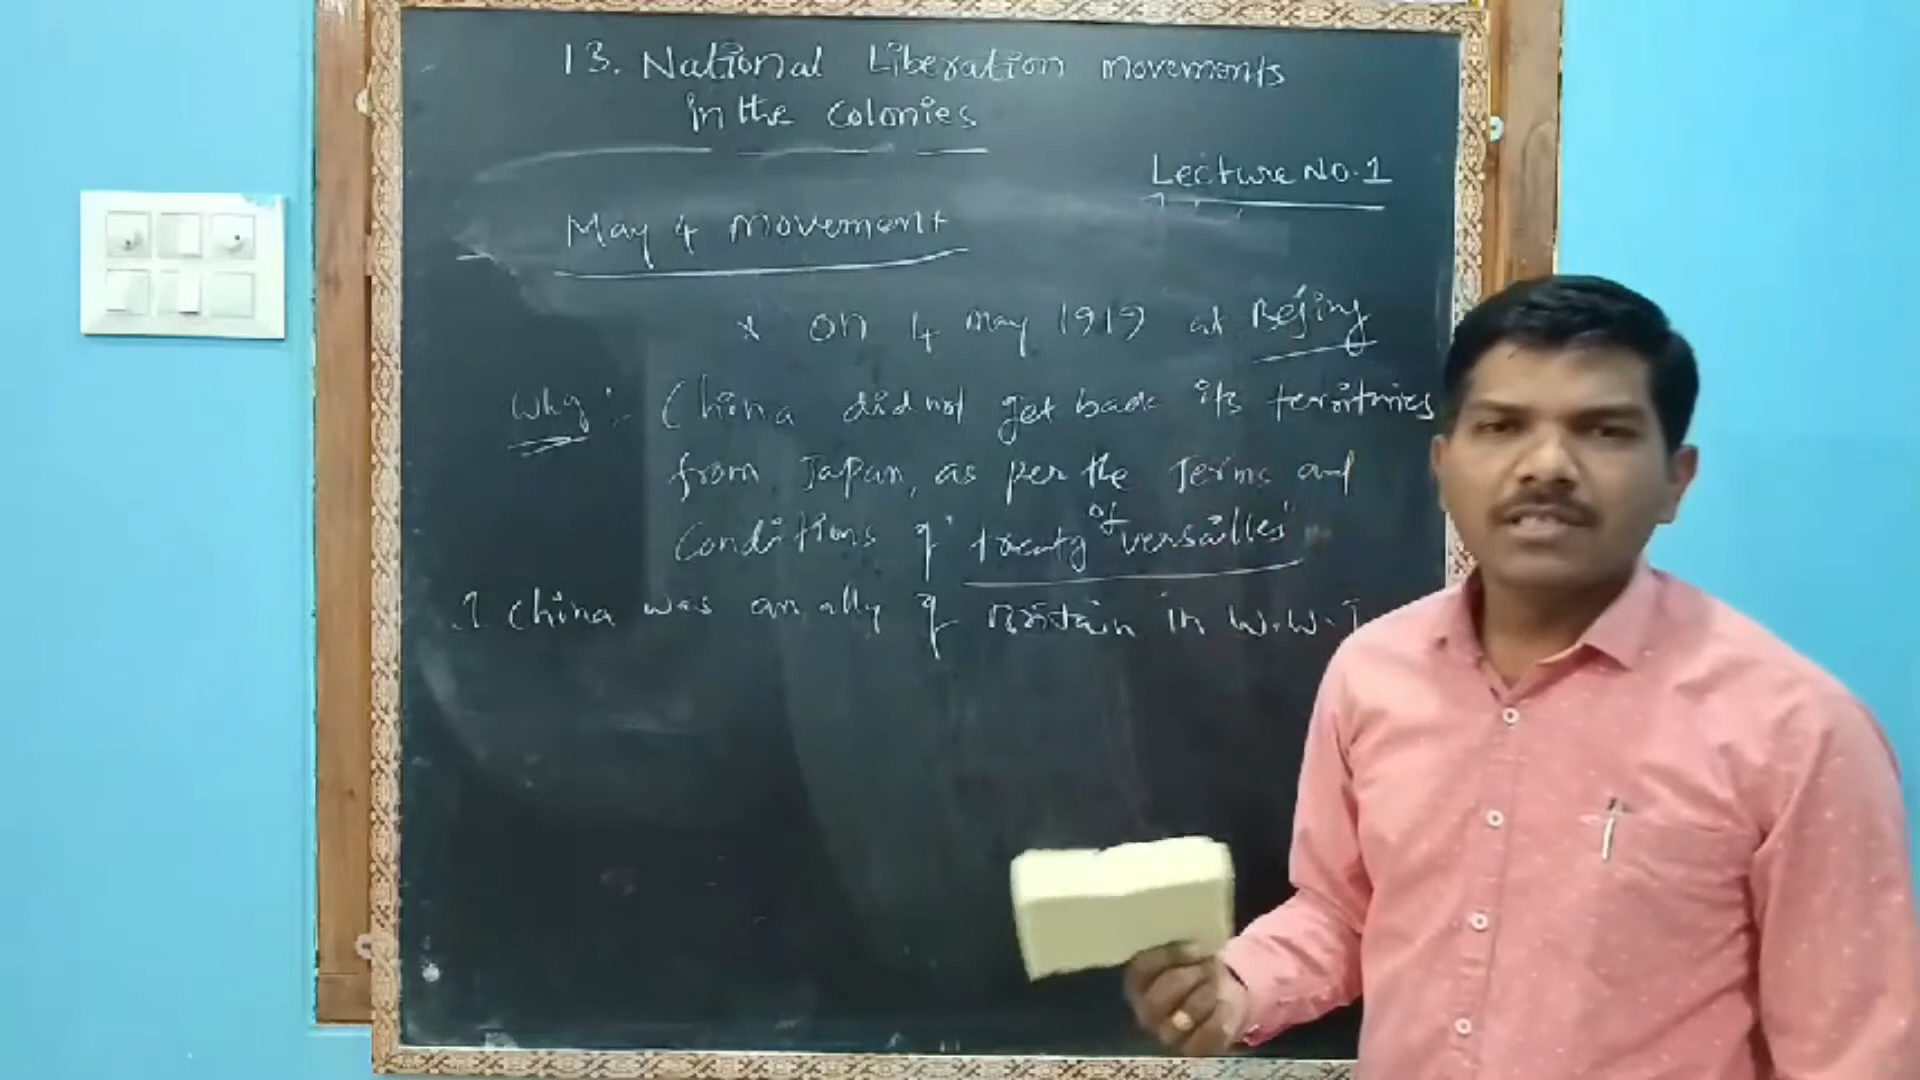 13. National Liberation movements
in the colonies
Lecture No.1
May 4 movement
* on 4 May 1919 at Bejing
Why:- China did not get back its territories
from Japan, as per the Terms and
Conditions of 'treaty of versailles'
1 China was an ally of Britain in W.W.I